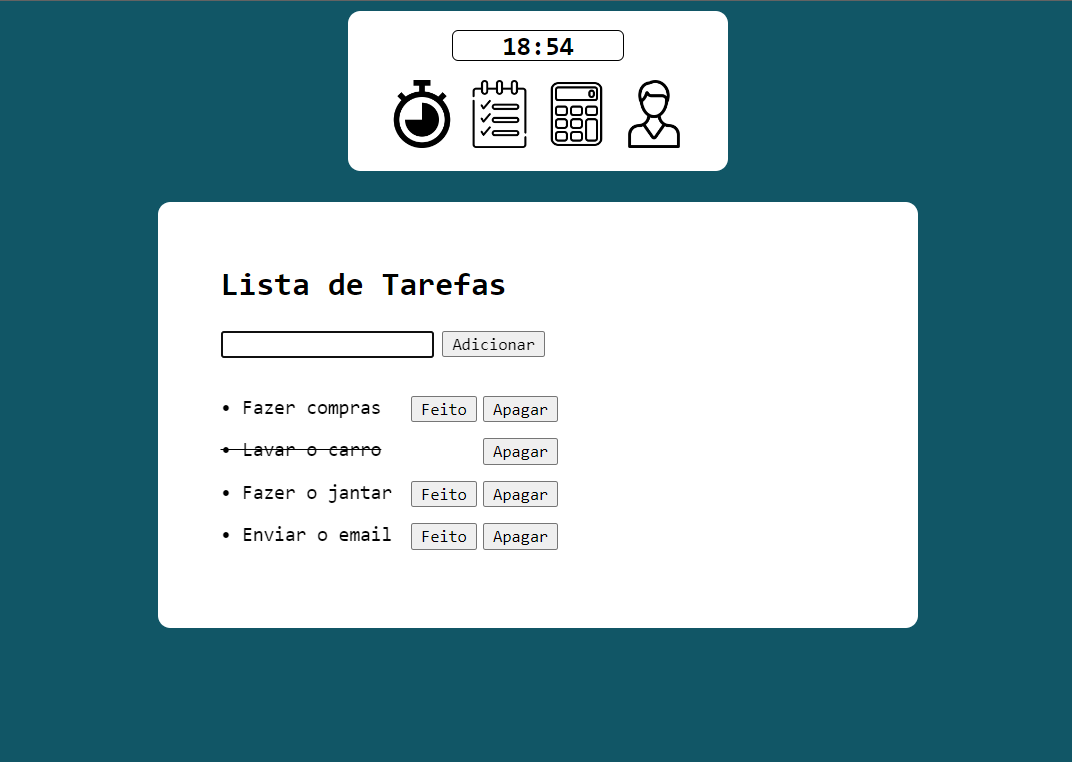 18:54
0
Lista de Tarefas
Adicionar
• Fazer compras Feito Apagar
• Lavar o carro Apagar
• Fazer o jantar Feito Apagar
• Enviar o email Feito Apagar